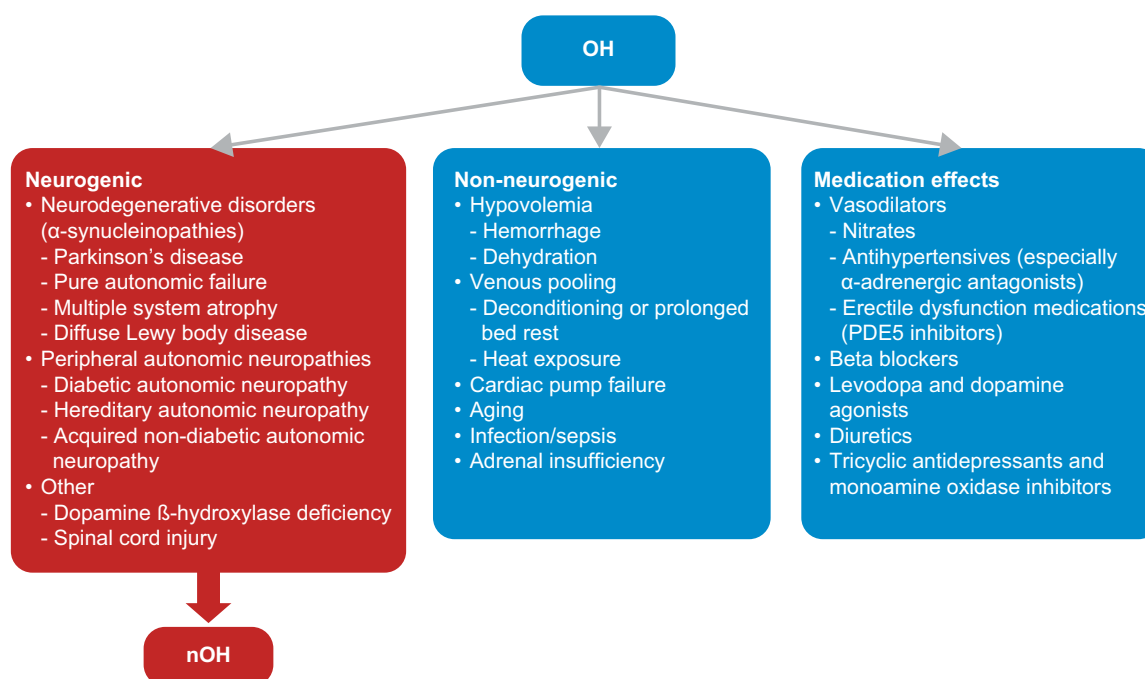 OH
Neurogenic
• Neurodegenerative disorders
(α-synucleinopathies)
- Parkinson's disease
- Pure autonomic failure
- Multiple system atrophy
- Diffuse Lewy body disease
• Peripheral autonomic neuropathies
- Diabetic autonomic neuropathy
- Hereditary autonomic neuropathy
- Acquired non-diabetic autonomic
neuropathy
• Other
- Dopamine ß-hydroxylase deficiency
- Spinal cord injury
nOH
Non-neurogenic
• Hypovolemia
- Hemorrhage
- Dehydration
• Venous pooling
- Deconditioning or prolonged
bed rest
- Heat exposure
• Cardiac pump failure
• Aging
• Infection/sepsis
• Adrenal insufficiency
Medication effects
• Vasodilators
- Nitrates
- Antihypertensives (especially
α-adrenergic antagonists)
- Erectile dysfunction medications
(PDE5 inhibitors)
• Beta blockers
• Levodopa and dopamine
agonists
• Diuretics
• Tricyclic antidepressants and
monoamine oxidase inhibitors